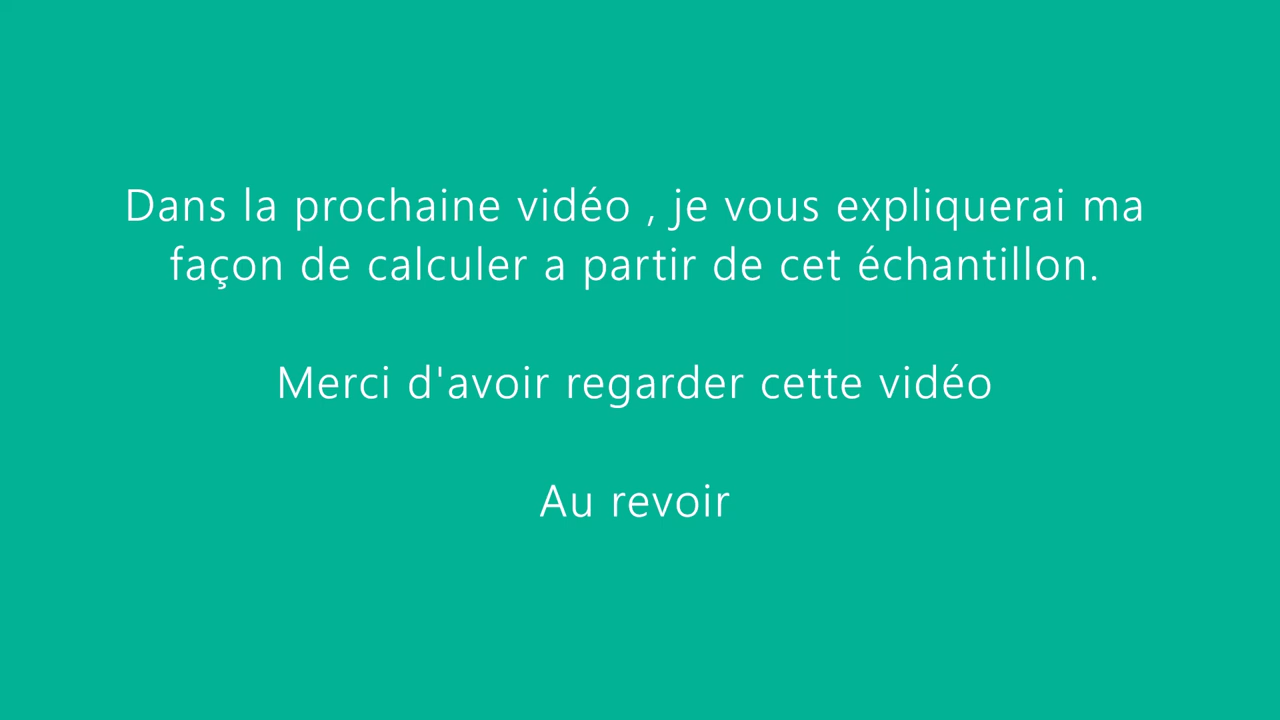 Dans la prochaine vidéo , je vous expliquerai ma
façon de calculer a partir de cet échantillon.
Merci d'avoir regarder cette vidéo
Au revoir